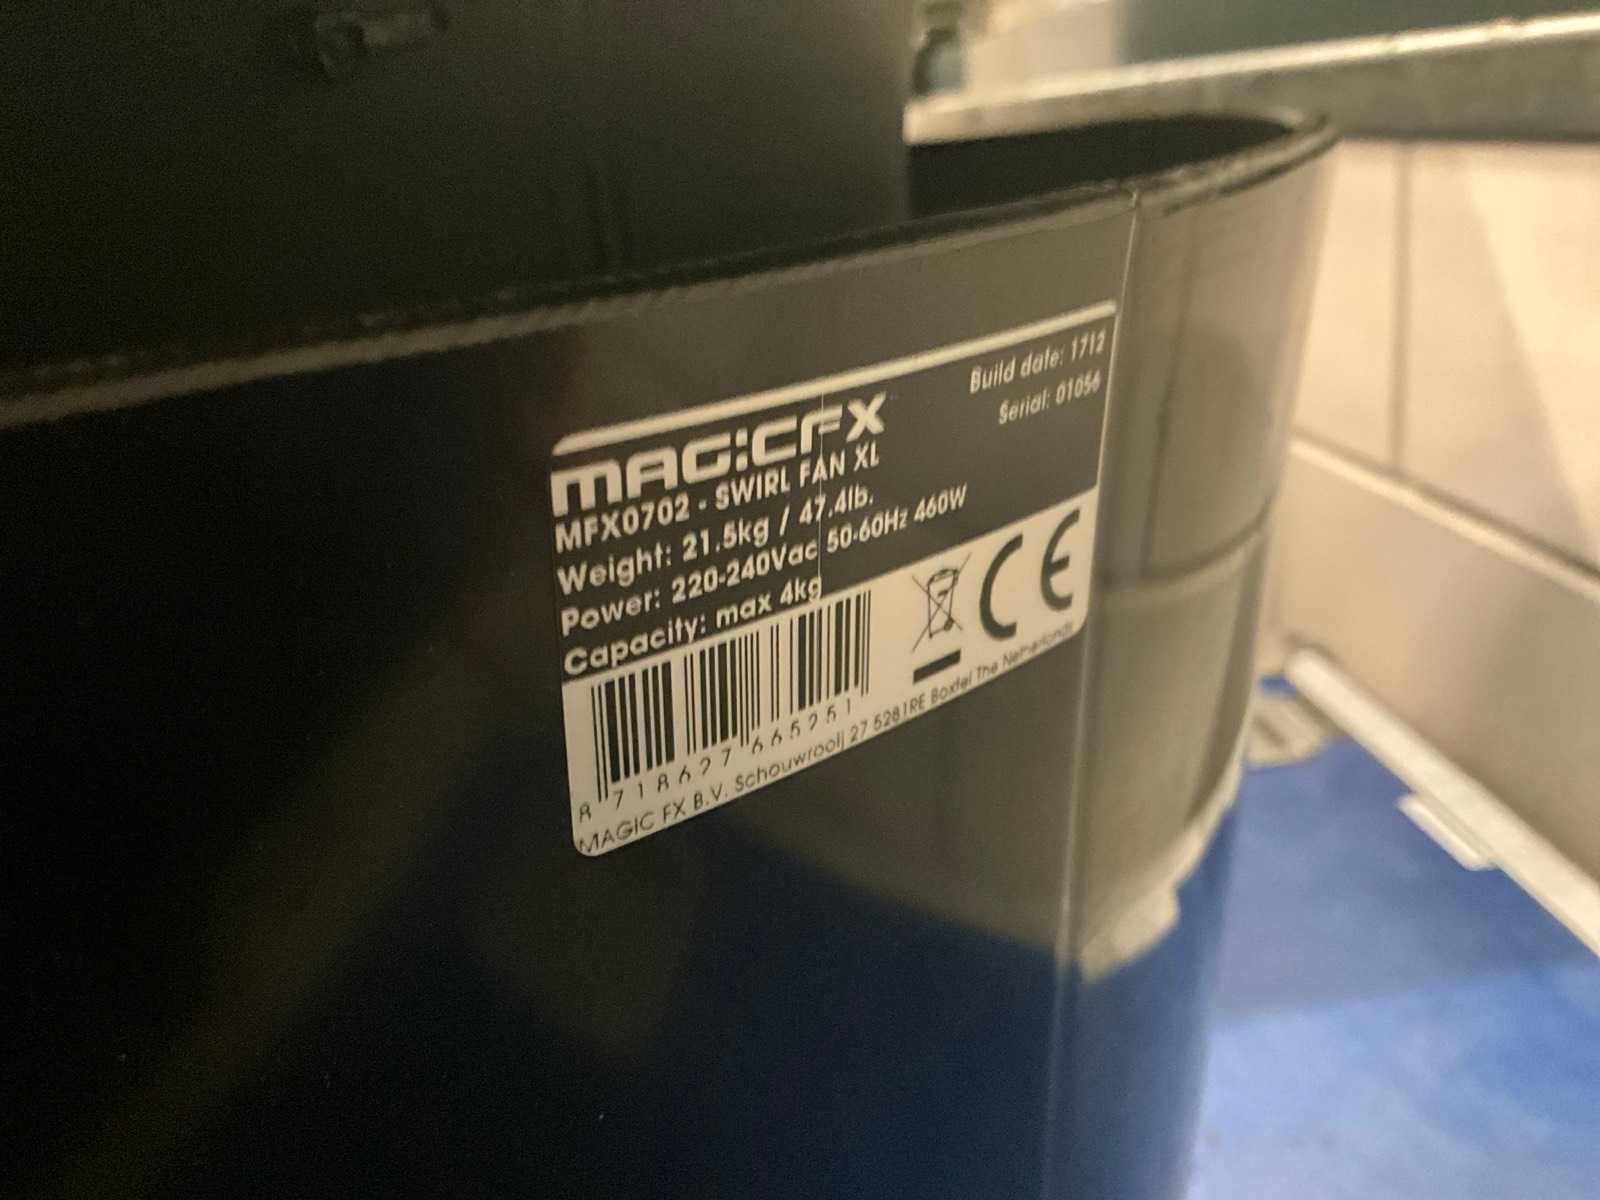 Build date: 1712
Serial: 01056
MAGICFX
MFX0702 - SWIRL FAN XL
Weight: 21.5kg / 47.4lb.
Power: 220-240Vac 50-60Hz 460W
Capacity: max 4kg
CE
8 718627 665251
MAGIC FX B.V. Schouwrooij 27 5281RE Boxtel The Netherlands